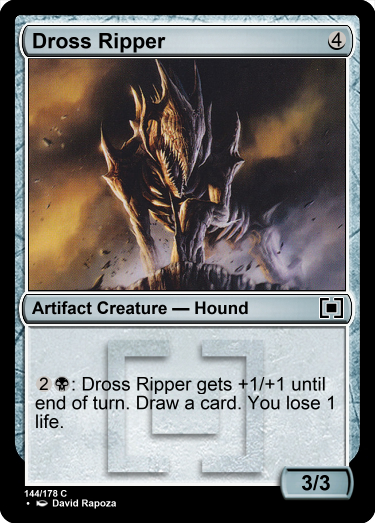 Dross Ripper 4
Artifact Creature — Hound
2 : Dross Ripper gets +1/+1 until
end of turn. Draw a card. You lose 1
life.
3/3
144/178 C
• David Rapoza